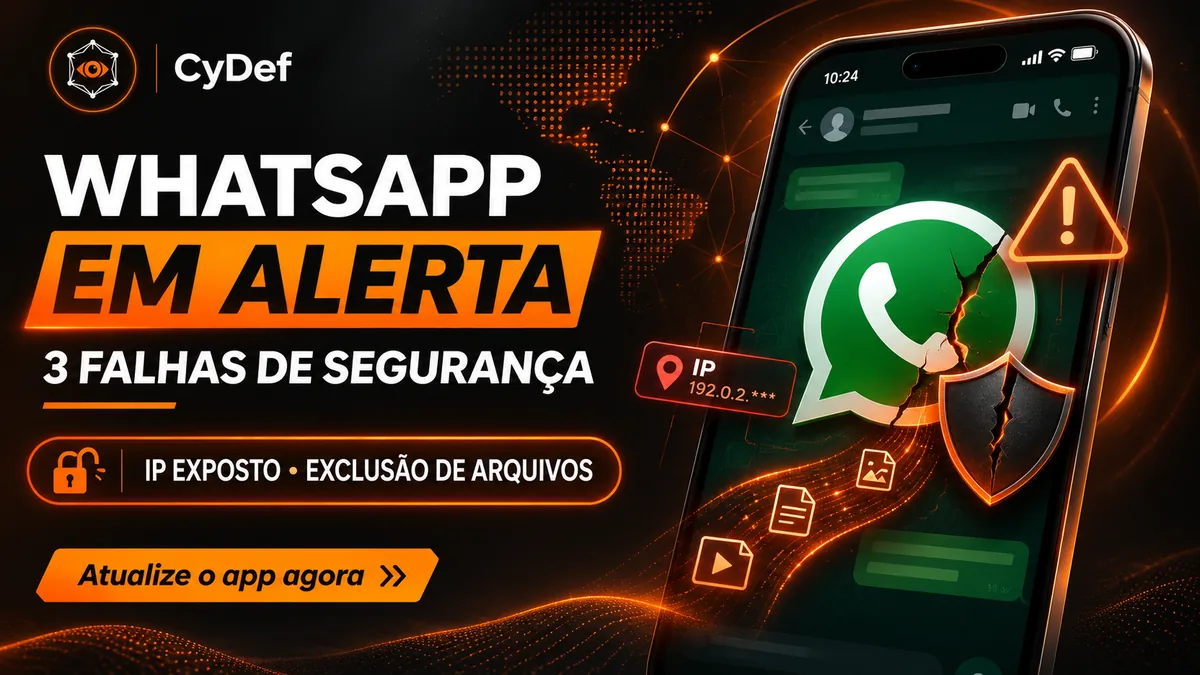 CyDef
WHATSAPP
EM ALERTA
3 FALHAS DE SEGURANÇA
IP EXPOSTO • EXCLUSÃO DE ARQUIVOS
Atualize o app agora »
10:24
IP
192.0.2.***